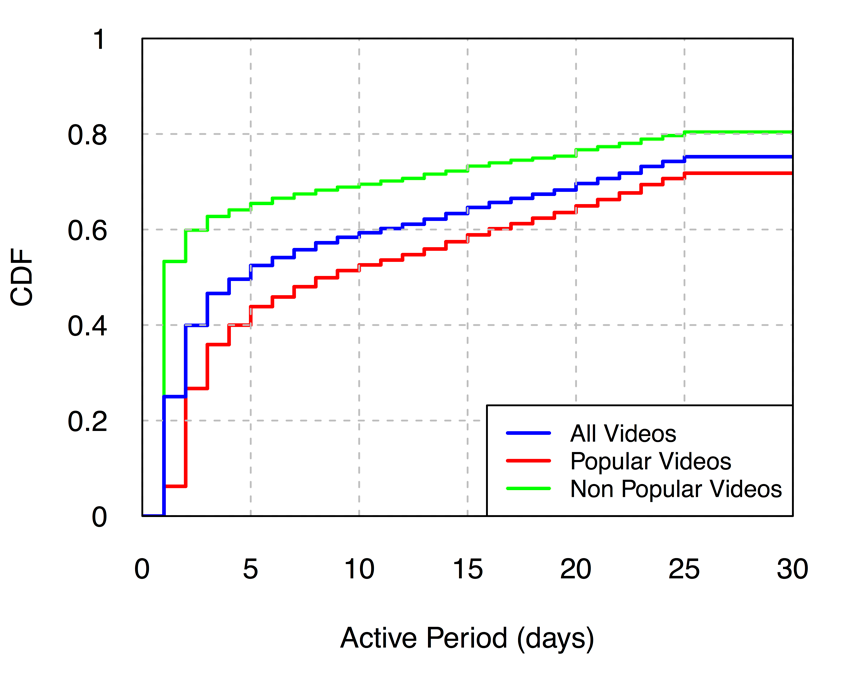 1
0.8
0.6
0.4
0.2
0
CDF
All Videos
Popular Videos
Non Popular Videos
0 5 10 15 20 25 30
Active Period (days)